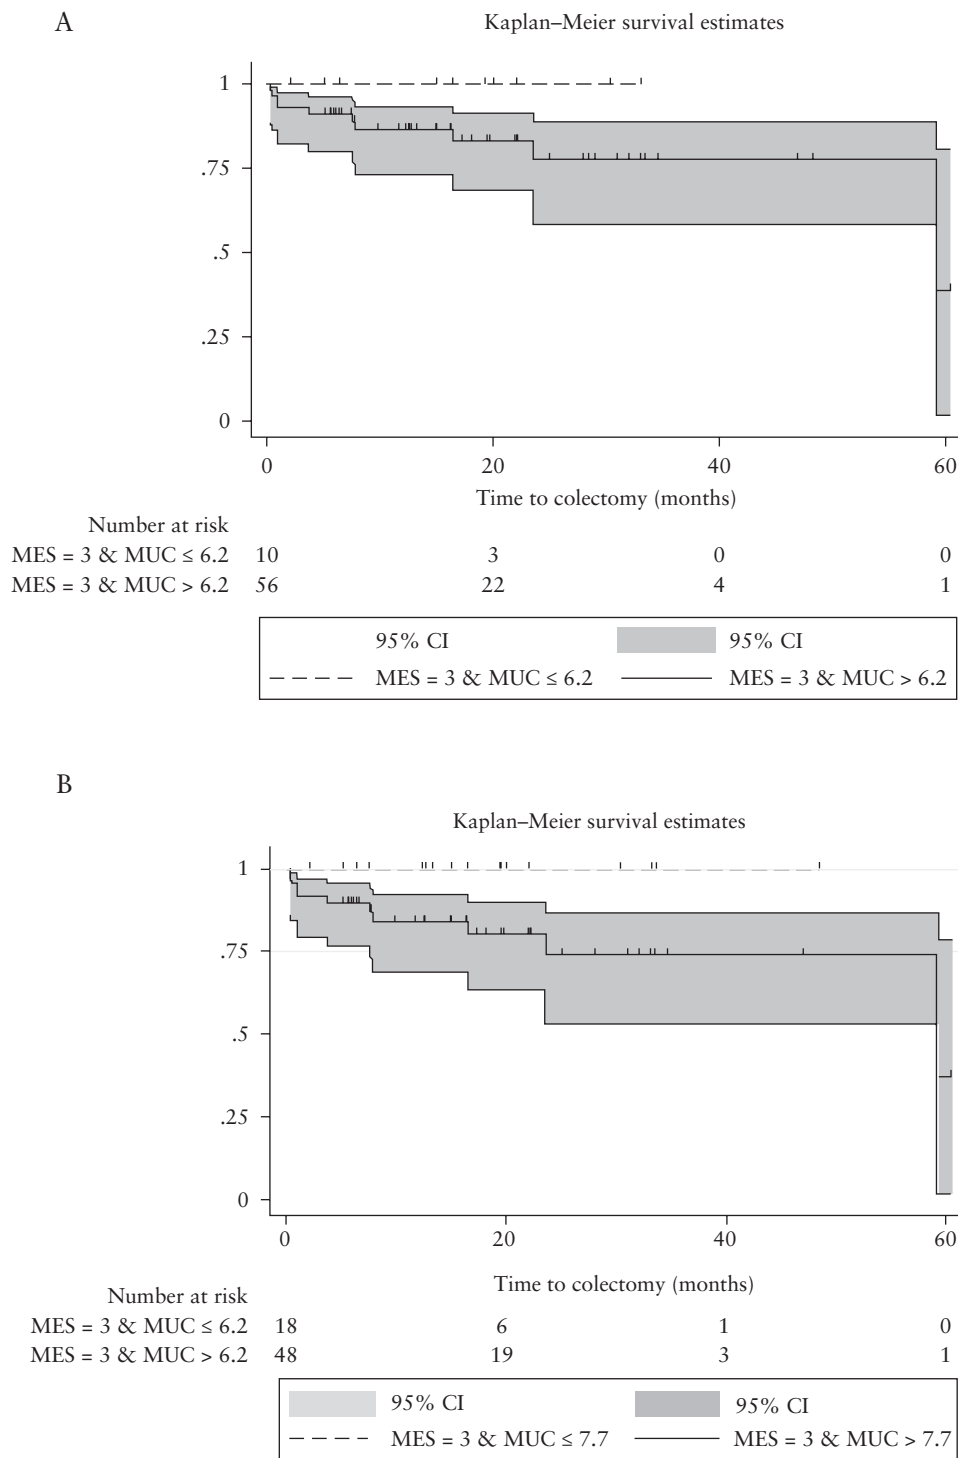 A
Kaplan–Meier survival estimates
1
.75
.5
.25
0
0 20 40 60
Time to colectomy (months)
Number at risk
MES = 3 & MUC ≤ 6.2 10 3 0 0
MES = 3 & MUC > 6.2 56 22 4 1
95% CI 95% CI
MES = 3 & MUC ≤ 6.2 MES = 3 & MUC > 6.2
B
Kaplan–Meier survival estimates
1
.75
.5
.25
0
0 20 40 60
Time to colectomy (months)
Number at risk
MES = 3 & MUC ≤ 6.2 18 6 1 0
MES = 3 & MUC > 6.2 48 19 3 1
95% CI 95% CI
MES = 3 & MUC ≤ 7.7 MES = 3 & MUC > 7.7